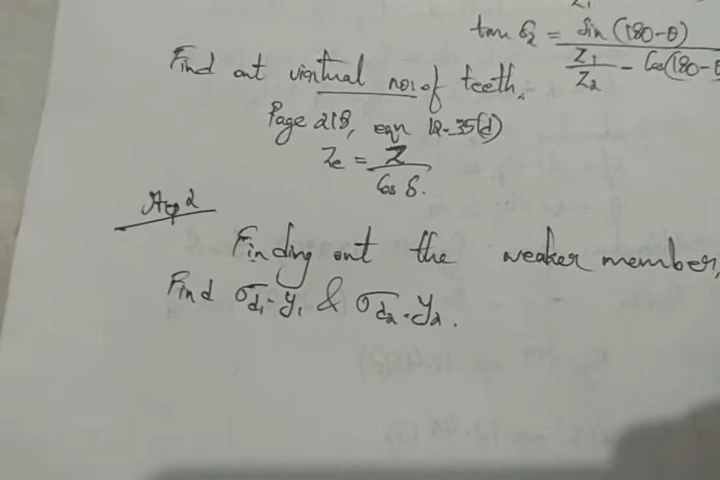 tan δ₂ = Sin (180-θ) / Z₁/Z₂ - Cos(180-θ
Find out virtual no: of teeth.
Page 218, eqn 12-35(d)
Ze = Z / Cos δ.
Step 2
Finding out the weaker member,
Find σd₁·y₁ & σd₂·y₂.